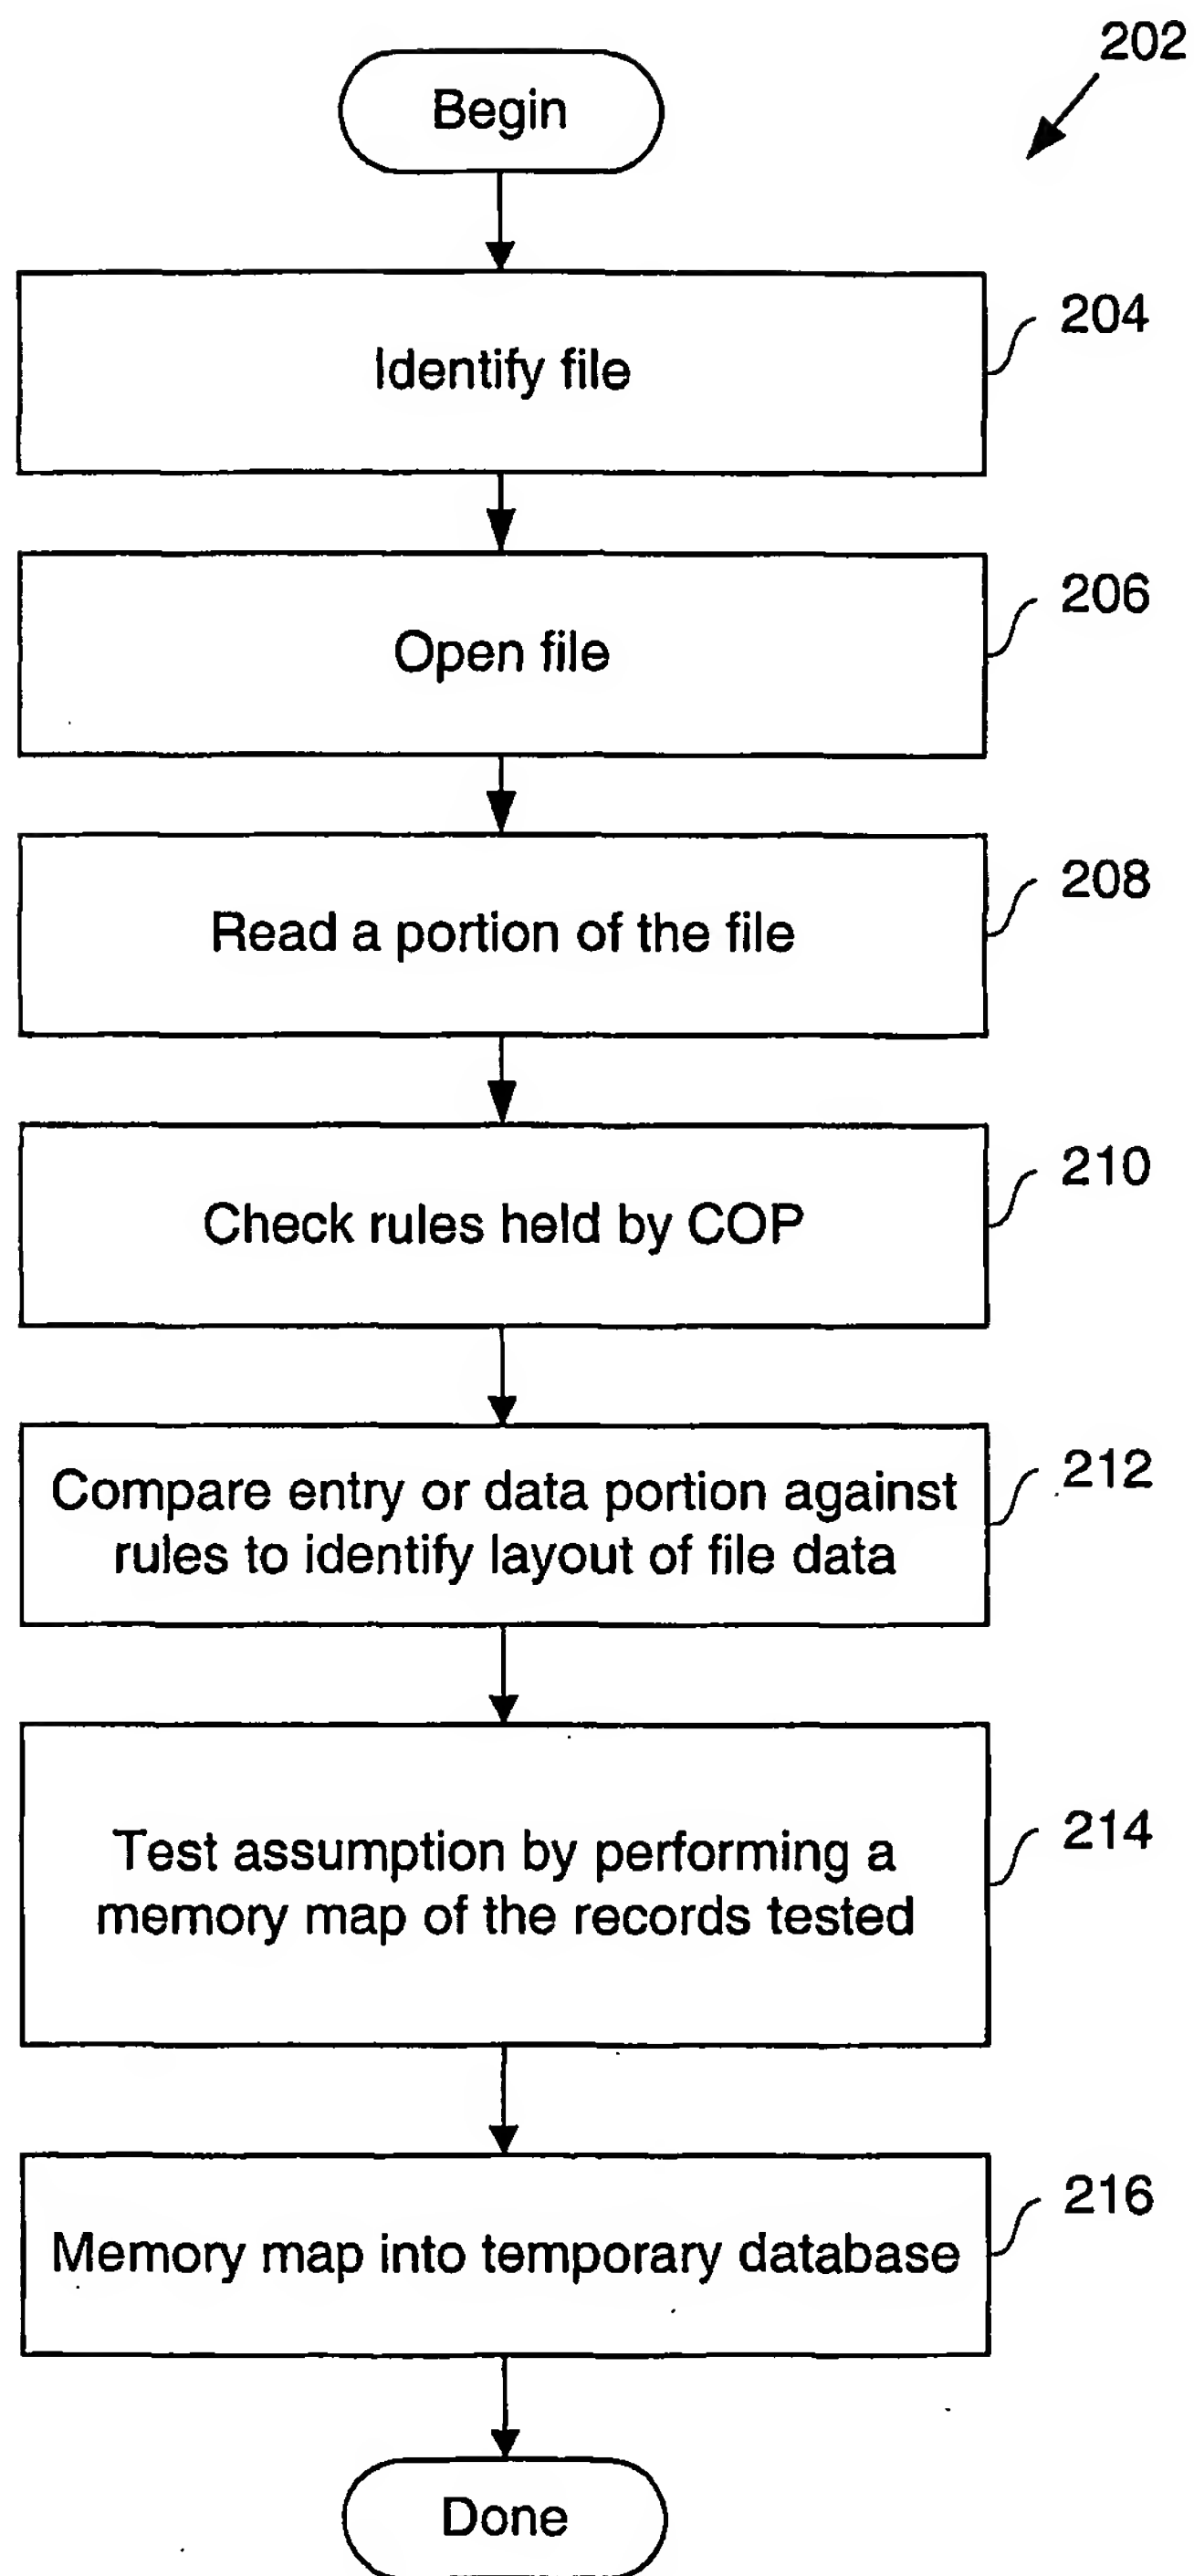 202
Begin
204
Identify file
206
Open file
208
Read a portion of the file
210
Check rules held by COP
212
Compare entry or data portion against
rules to identify layout of file data
214
Test assumption by performing a
memory map of the records tested
216
Memory map into temporary database
Done